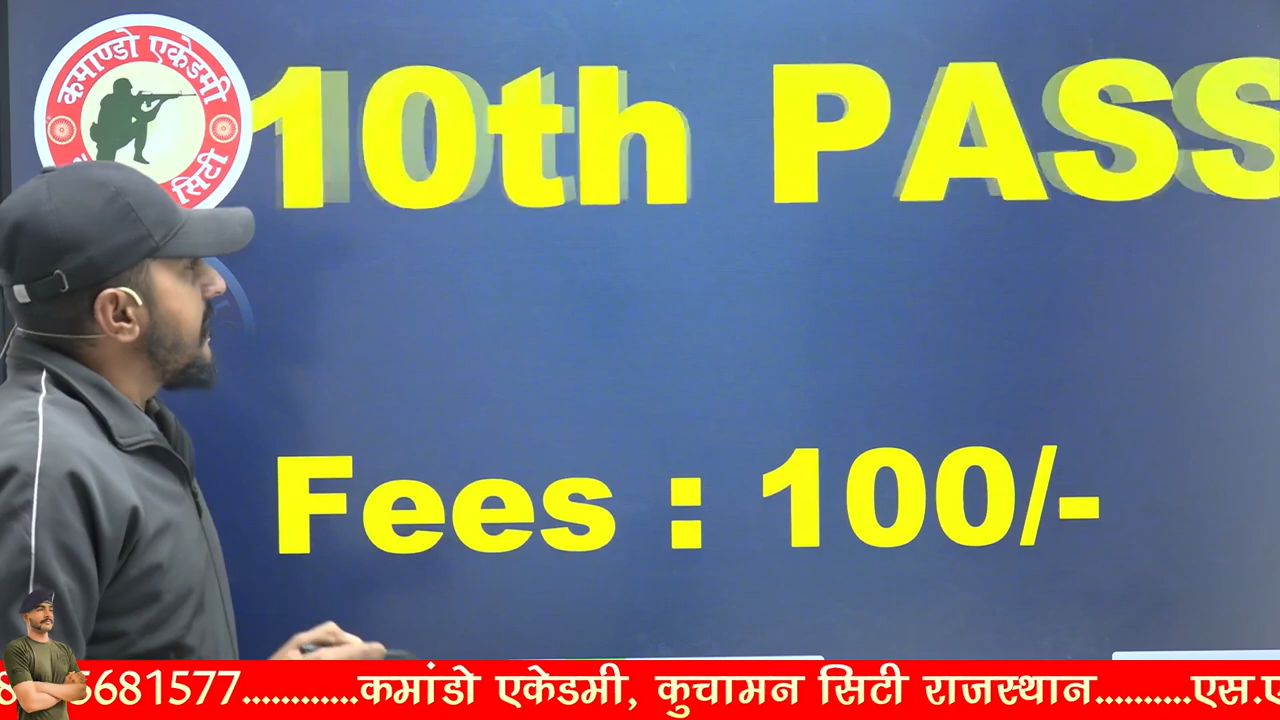 कमाण्डो एकेडमी
सिटी
10th PASS
Fees : 100/-
5681577............कमांडो एकेडमी, कुचामन सिटी राजस्थान..........एस.ए